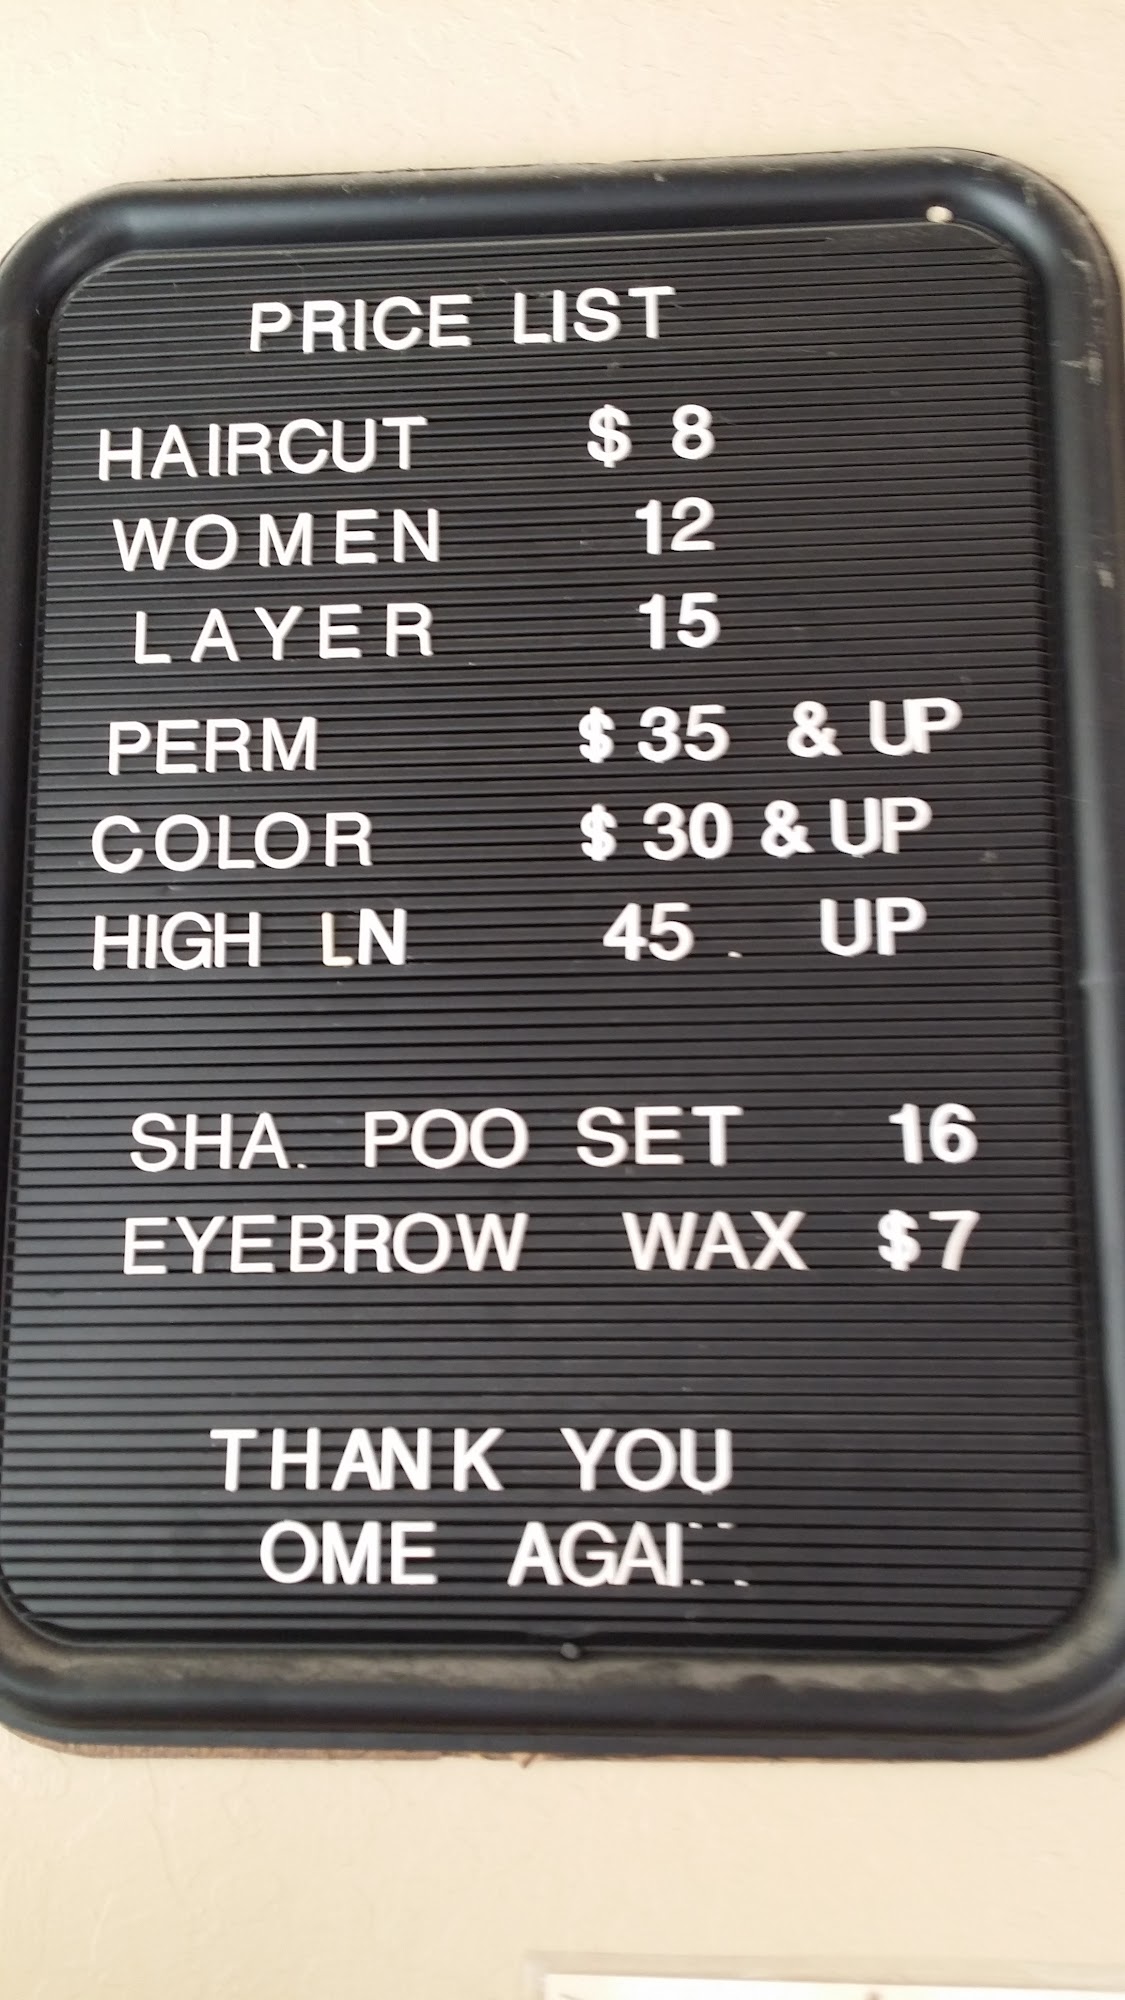 PRICE LIST
HAIRCUT $ 8
WOMEN 12
LAYER 15
PERM $ 35 & UP
COLOR $ 30 & UP
HIGH LN 45 . UP
SHA. POO SET 16
EYEBROW WAX $7
THANK YOU
OME AGAI